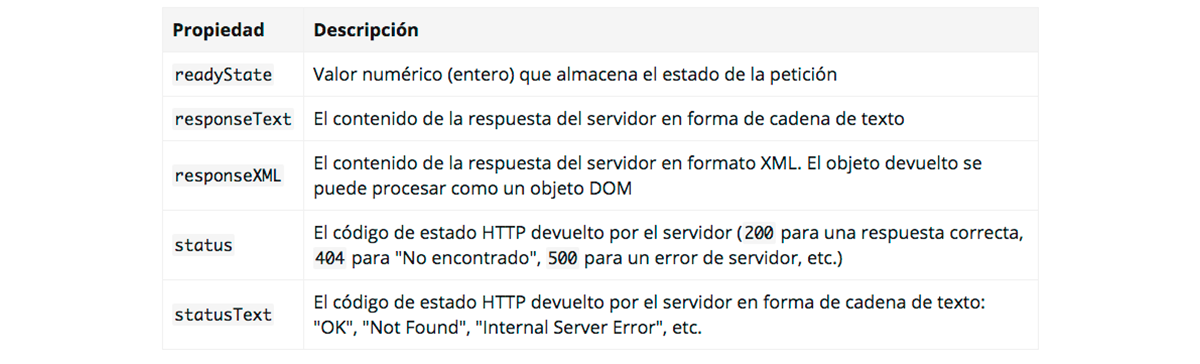 Propiedad Descripción
readyState Valor numérico (entero) que almacena el estado de la petición
responseText El contenido de la respuesta del servidor en forma de cadena de texto
responseXML El contenido de la respuesta del servidor en formato XML. El objeto devuelto se
puede procesar como un objeto DOM
status El código de estado HTTP devuelto por el servidor (200 para una respuesta correcta,
404 para "No encontrado", 500 para un error de servidor, etc.)
statusText El código de estado HTTP devuelto por el servidor en forma de cadena de texto:
"OK", "Not Found", "Internal Server Error", etc.